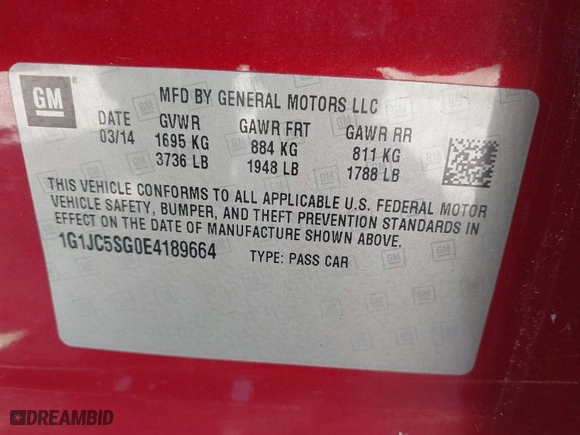 GM
MFD BY GENERAL MOTORS LLC
DATE GVWR GAWR FRT GAWR RR
03/14 1695 KG 884 KG 811 KG
3736 LB 1948 LB 1788 LB
THIS VEHICLE CONFORMS TO ALL APPLICABLE U.S. FEDERAL MOTOR
VEHICLE SAFETY, BUMPER, AND THEFT PREVENTION STANDARDS IN
EFFECT ON THE DATE OF MANUFACTURE SHOWN ABOVE.
1G1JC5SG0E4189664 TYPE: PASS CAR
DREAMBID